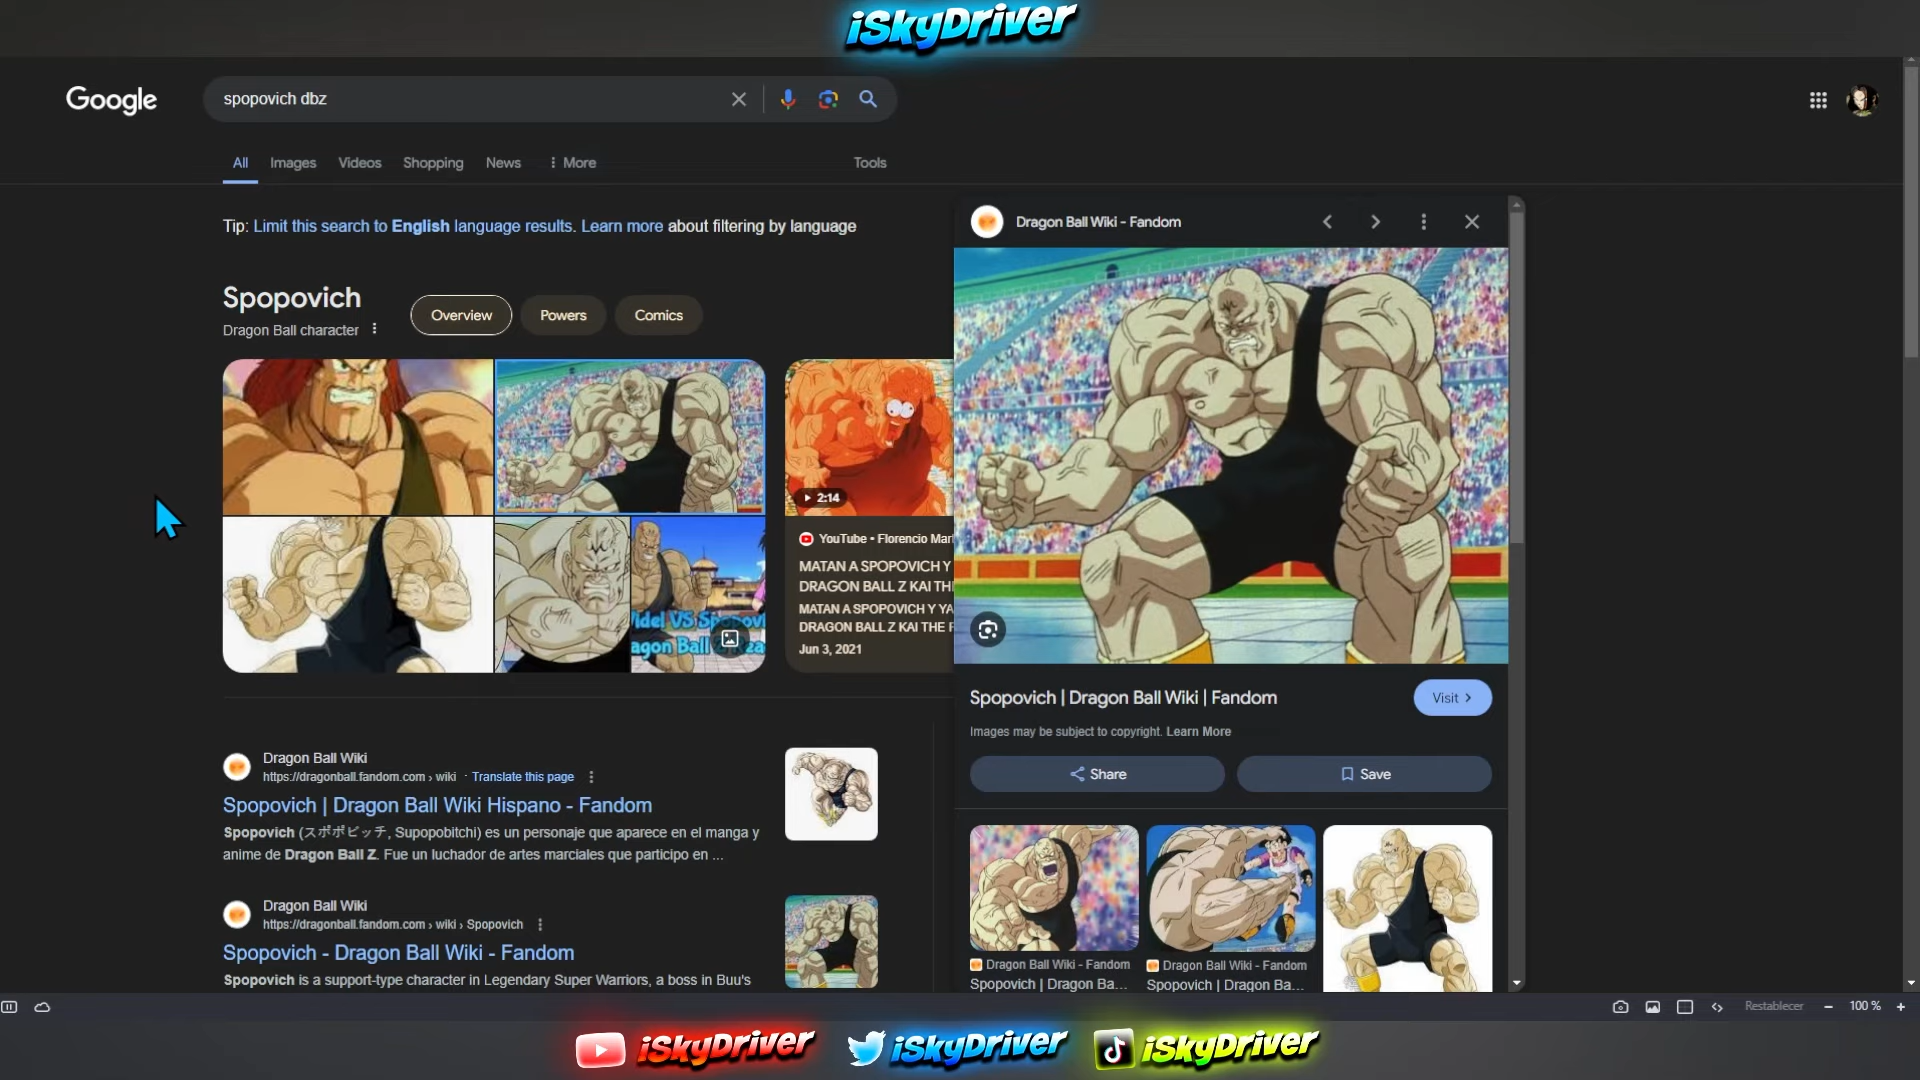 iSkyDriver
Google
spopovich dbz
All
Images
Videos
Shopping
News
More
Tools
Tip: Limit this search to English language results. Learn more about filtering by language
Spopovich
Dragon Ball character
Overview
Powers
Comics
2:14
YouTube • Florencio Mar
MATAN A SPOPOVICH Y
DRAGON BALL Z KAI THE
MATAN A SPOPOVICH Y YA
DRAGON BALL Z KAI THE F
Jun 3, 2021
Dragon Ball Wiki
https://dragonball.fandom.com › wiki · Translate this page
Spopovich | Dragon Ball Wiki Hispano - Fandom
Spopovich (スポポビッチ, Supopobitchi) es un personaje que aparece en el manga y
anime de Dragon Ball Z. Fue un luchador de artes marciales que participo en ...
Dragon Ball Wiki
https://dragonball.fandom.com › wiki › Spopovich
Spopovich - Dragon Ball Wiki - Fandom
Spopovich is a support-type character in Legendary Super Warriors, a boss in Buu's
Dragon Ball Wiki - Fandom
Spopovich | Dragon Ball Wiki | Fandom
Visit
Images may be subject to copyright. Learn More
Share
Save
Dragon Ball Wiki - Fandom
Spopovich | Dragon Ba...
Dragon Ball Wiki - Fandom
Spopovich | Dragon Ba...
Restablecer
100 %
iSkyDriver
iSkyDriver
iSkyDriver